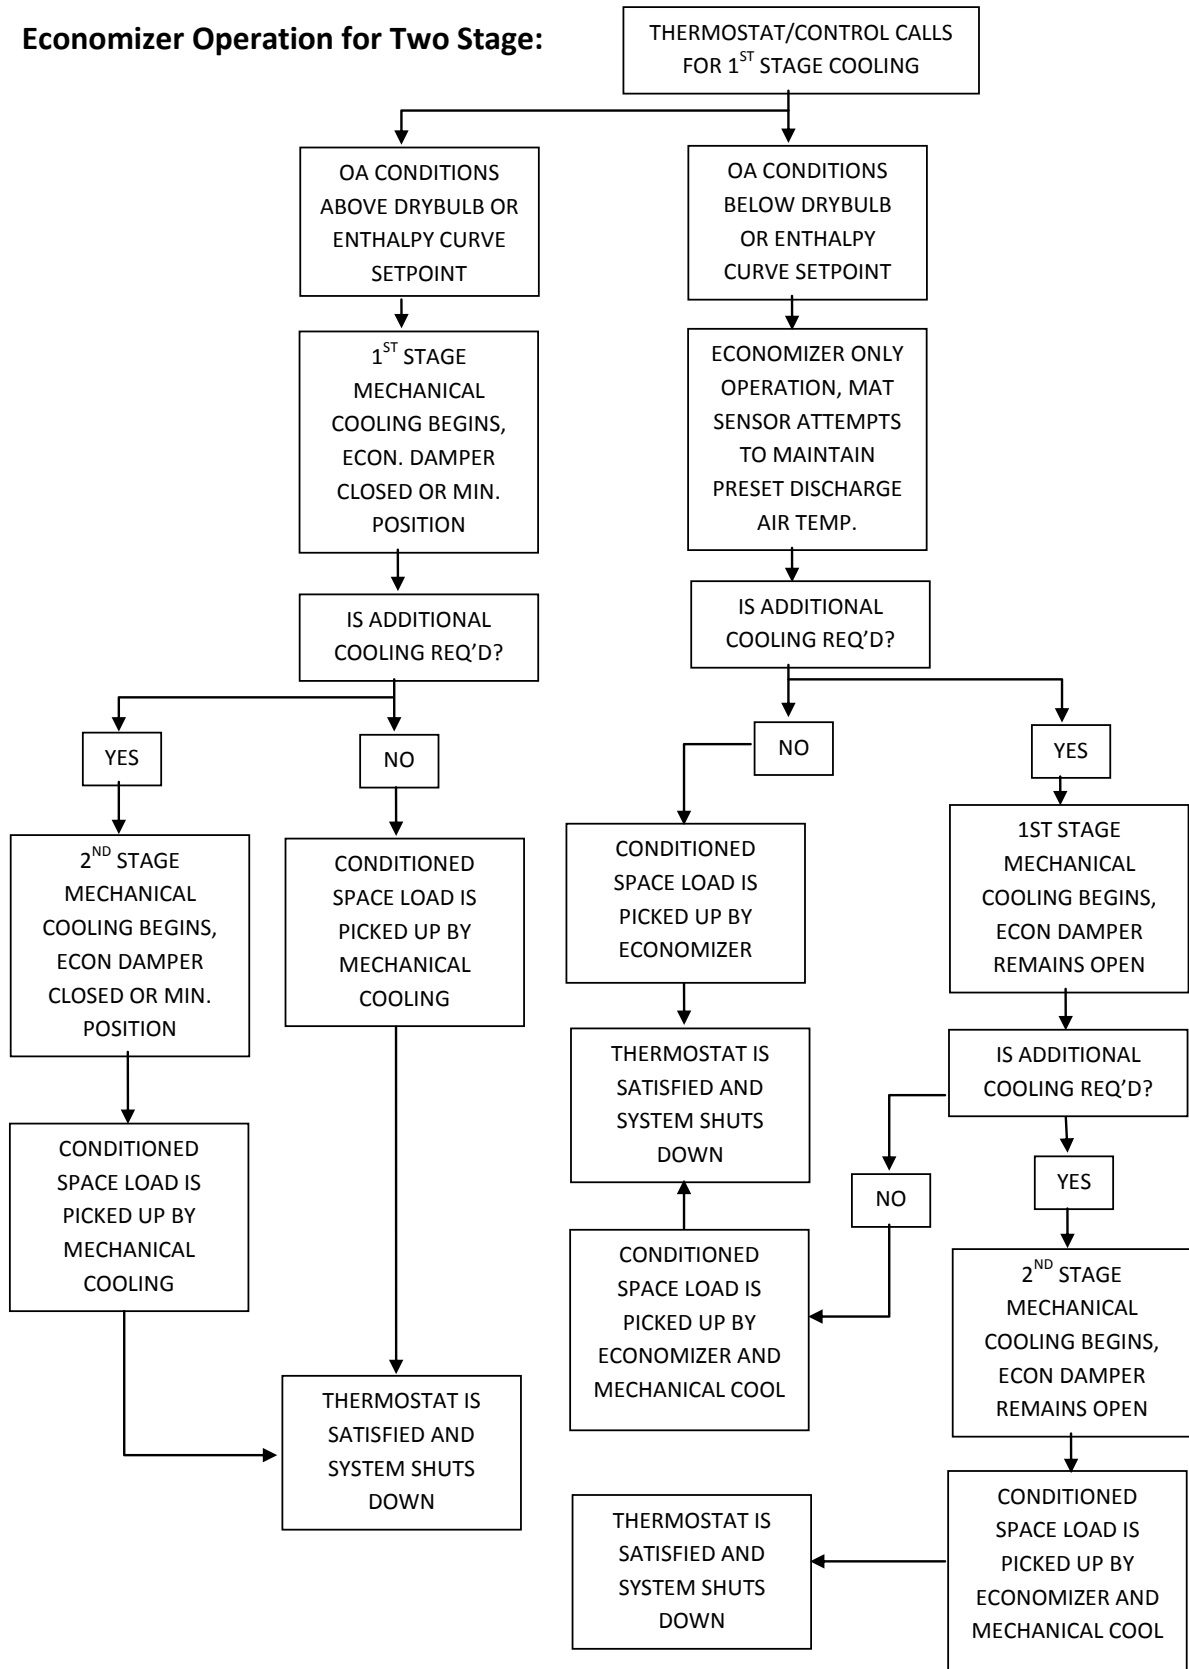 Economizer Operation for Two Stage:
THERMOSTAT/CONTROL CALLS
FOR 1ST STAGE COOLING
OA CONDITIONS
ABOVE DRYBULB OR
ENTHALPY CURVE
SETPOINT
OA CONDITIONS
BELOW DRYBULB
OR ENTHALPY
CURVE SETPOINT
1ST STAGE
MECHANICAL
COOLING BEGINS,
ECON. DAMPER
CLOSED OR MIN.
POSITION
ECONOMIZER ONLY
OPERATION, MAT
SENSOR ATTEMPTS
TO MAINTAIN
PRESET DISCHARGE
AIR TEMP.
IS ADDITIONAL
COOLING REQ’D?
IS ADDITIONAL
COOLING REQ’D?
YES
NO
NO
YES
2ND STAGE
MECHANICAL
COOLING BEGINS,
ECON DAMPER
CLOSED OR MIN.
POSITION
CONDITIONED
SPACE LOAD IS
PICKED UP BY
MECHANICAL
COOLING
CONDITIONED
SPACE LOAD IS
PICKED UP BY
ECONOMIZER
1ST STAGE
MECHANICAL
COOLING BEGINS,
ECON DAMPER
REMAINS OPEN
THERMOSTAT IS
SATISFIED AND
SYSTEM SHUTS
DOWN
IS ADDITIONAL
COOLING REQ’D?
CONDITIONED
SPACE LOAD IS
PICKED UP BY
MECHANICAL
COOLING
NO
YES
CONDITIONED
SPACE LOAD IS
PICKED UP BY
ECONOMIZER AND
MECHANICAL COOL
2ND STAGE
MECHANICAL
COOLING BEGINS,
ECON DAMPER
REMAINS OPEN
THERMOSTAT IS
SATISFIED AND
SYSTEM SHUTS
DOWN
THERMOSTAT IS
SATISFIED AND
SYSTEM SHUTS
DOWN
CONDITIONED
SPACE LOAD IS
PICKED UP BY
ECONOMIZER AND
MECHANICAL COOL